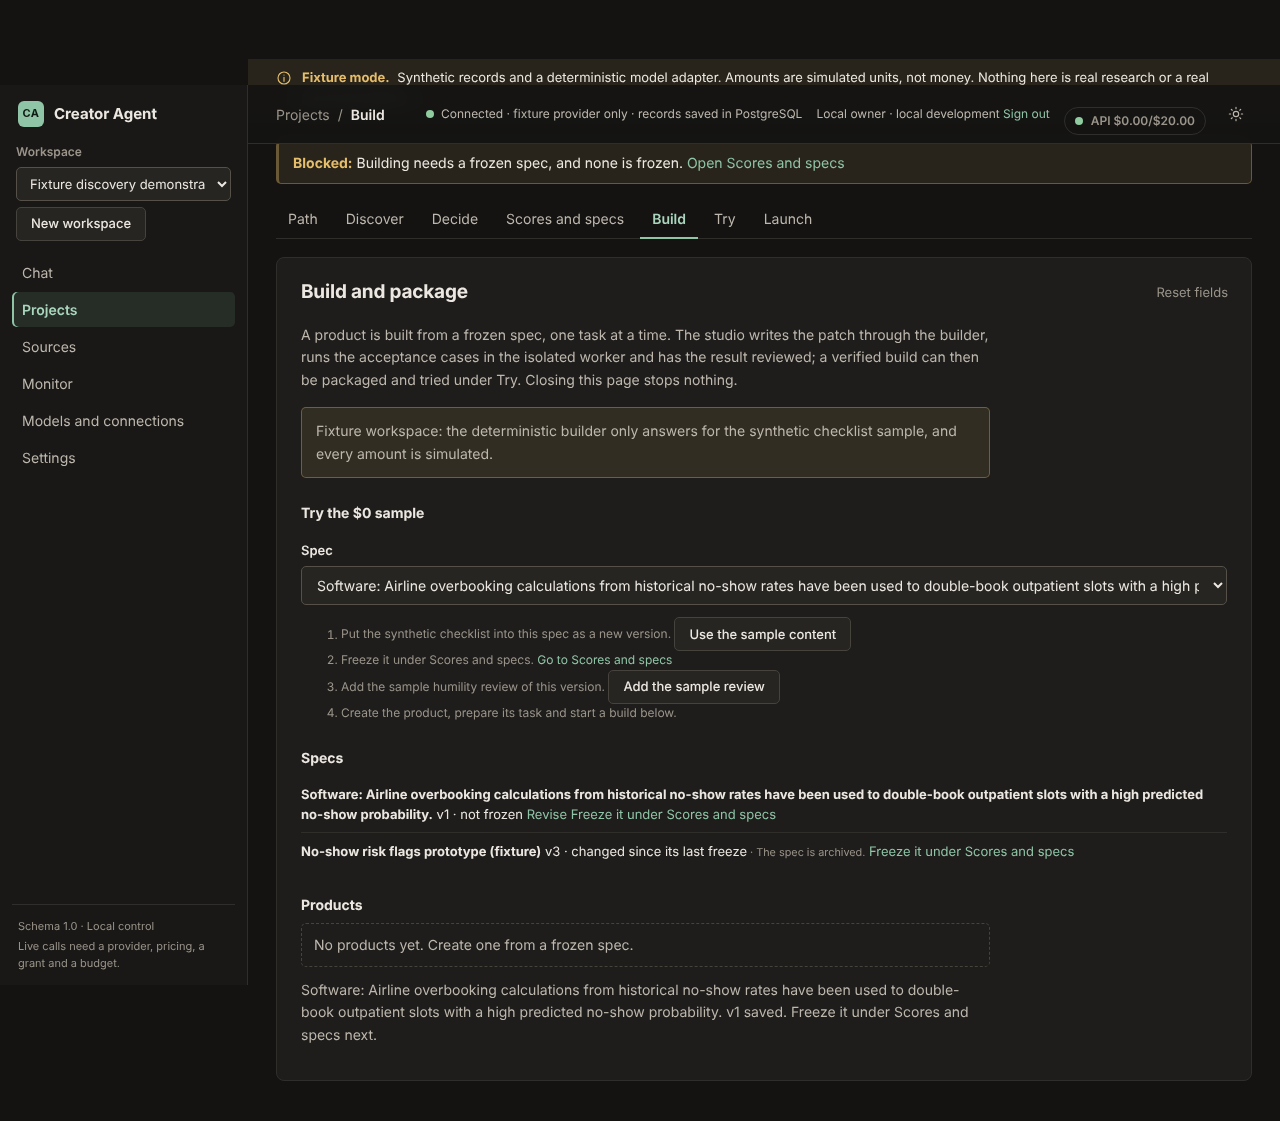 Fixture mode. Synthetic records and a deterministic model adapter. Amounts are simulated units, not money. Nothing here is real research or a real
CA Creator Agent
Workspace
Fixture discovery demonstra
New workspace
Chat
Projects
Sources
Monitor
Models and connections
Settings
Schema 1.0 · Local control
Live calls need a provider, pricing, a
grant and a budget.
Projects / Build
Connected · fixture provider only · records saved in PostgreSQL
Local owner · local development Sign out
API $0.00/$20.00
Blocked: Building needs a frozen spec, and none is frozen. Open Scores and specs
Path Discover Decide Scores and specs Build Try Launch
Build and package
Reset fields
A product is built from a frozen spec, one task at a time. The studio writes the patch through the builder,
runs the acceptance cases in the isolated worker and has the result reviewed; a verified build can then
be packaged and tried under Try. Closing this page stops nothing.
Fixture workspace: the deterministic builder only answers for the synthetic checklist sample, and
every amount is simulated.
Try the $0 sample
Spec
Software: Airline overbooking calculations from historical no-show rates have been used to double-book outpatient slots with a high p
1. Put the synthetic checklist into this spec as a new version. Use the sample content
2. Freeze it under Scores and specs. Go to Scores and specs
3. Add the sample humility review of this version. Add the sample review
4. Create the product, prepare its task and start a build below.
Specs
Software: Airline overbooking calculations from historical no-show rates have been used to double-book outpatient slots with a high predicted
no-show probability. v1 · not frozen Revise Freeze it under Scores and specs
No-show risk flags prototype (fixture) v3 · changed since its last freeze · The spec is archived. Freeze it under Scores and specs
Products
No products yet. Create one from a frozen spec.
Software: Airline overbooking calculations from historical no-show rates have been used to double-
book outpatient slots with a high predicted no-show probability. v1 saved. Freeze it under Scores and
specs next.